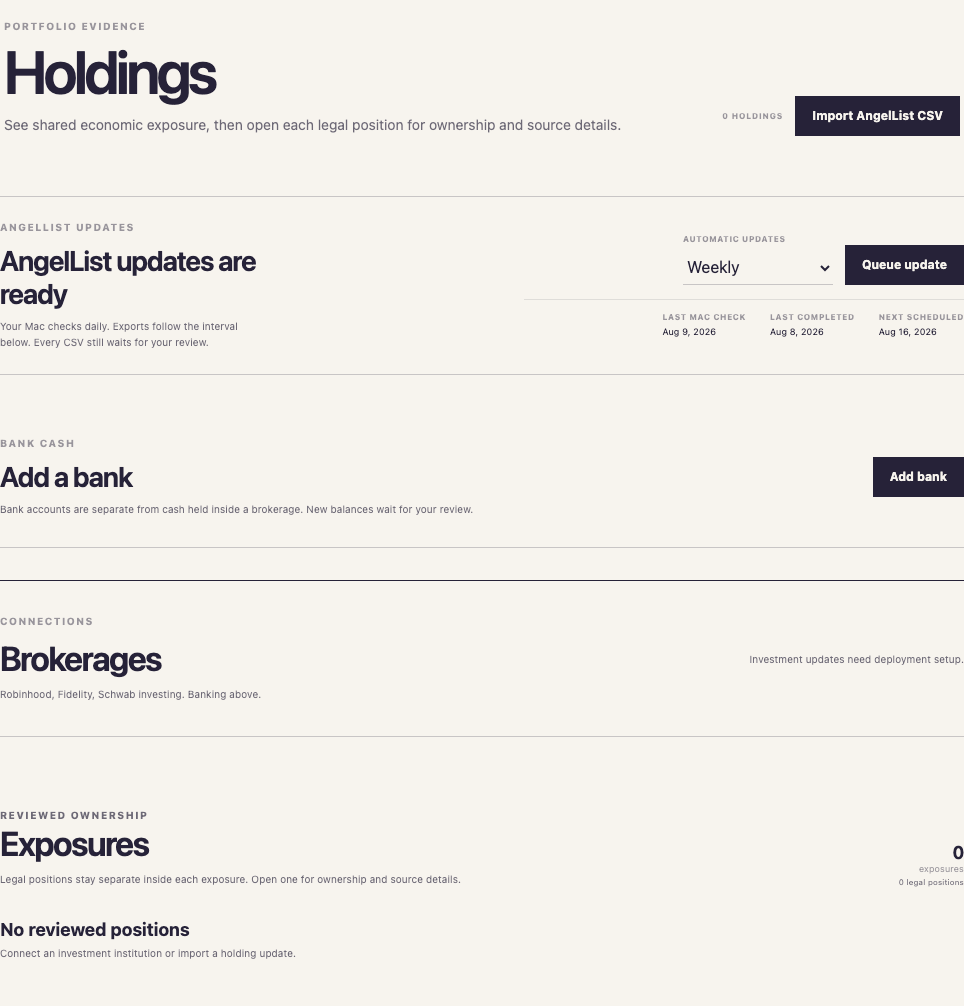 PORTFOLIO EVIDENCE
Holdings
See shared economic exposure, then open each legal position for ownership and source details.
0 HOLDINGS
Import AngelList CSV
ANGELLIST UPDATES
AngelList updates are
ready
Your Mac checks daily. Exports follow the interval
below. Every CSV still waits for your review.
AUTOMATIC UPDATES
Weekly
Queue update
LAST MAC CHECK
Aug 9, 2026
LAST COMPLETED
Aug 8, 2026
NEXT SCHEDULED
Aug 16, 2026
BANK CASH
Add a bank
Bank accounts are separate from cash held inside a brokerage. New balances wait for your review.
Add bank
CONNECTIONS
Brokerages
Robinhood, Fidelity, Schwab investing. Banking above.
Investment updates need deployment setup.
REVIEWED OWNERSHIP
Exposures
Legal positions stay separate inside each exposure. Open one for ownership and source details.
0
exposures
0 legal positions
No reviewed positions
Connect an investment institution or import a holding update.